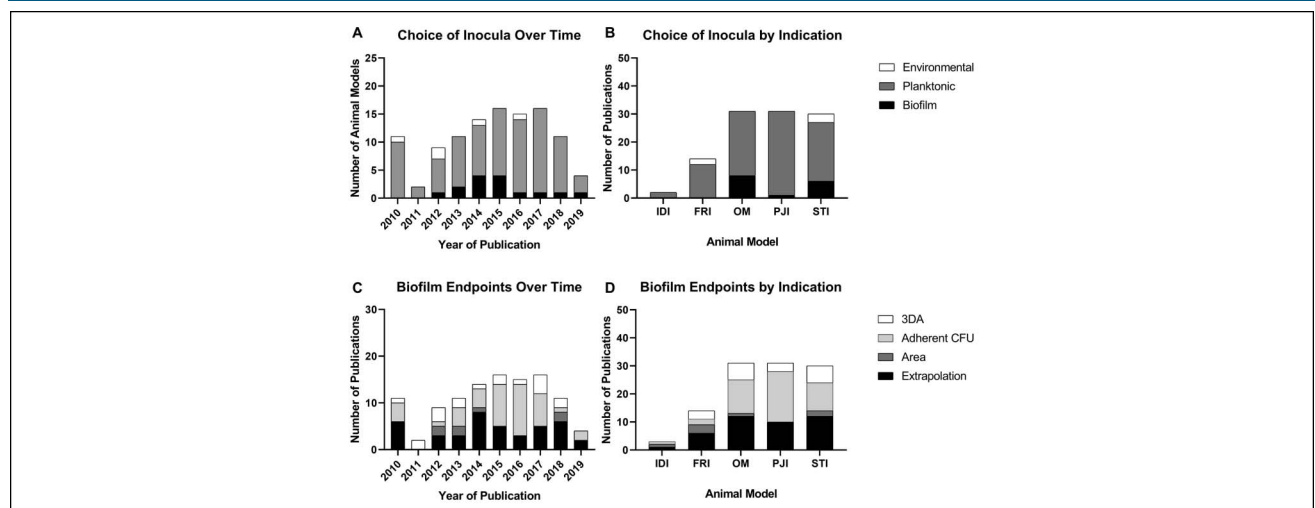 A Choice of Inocula Over Time
Number of Animal Models
25
20
15
10
5
0
2010 2011 2012 2013 2014 2015 2016 2017 2018 2019
Year of Publication
B Choice of Inocula by Indication
Number of Publications
50
40
30
20
10
0
IDI FRI OM PJI STI
Animal Model
Environmental
Planktonic
Biofilm
C Biofilm Endpoints Over Time
Number of Publications
30
20
10
0
2010 2011 2012 2013 2014 2015 2016 2017 2018 2019
Year of Publication
D Biofilm Endpoints by Indication
Number of Publications
50
40
30
20
10
0
IDI FRI OM PJI STI
Animal Model
3DA
Adherent CFU
Area
Extrapolation